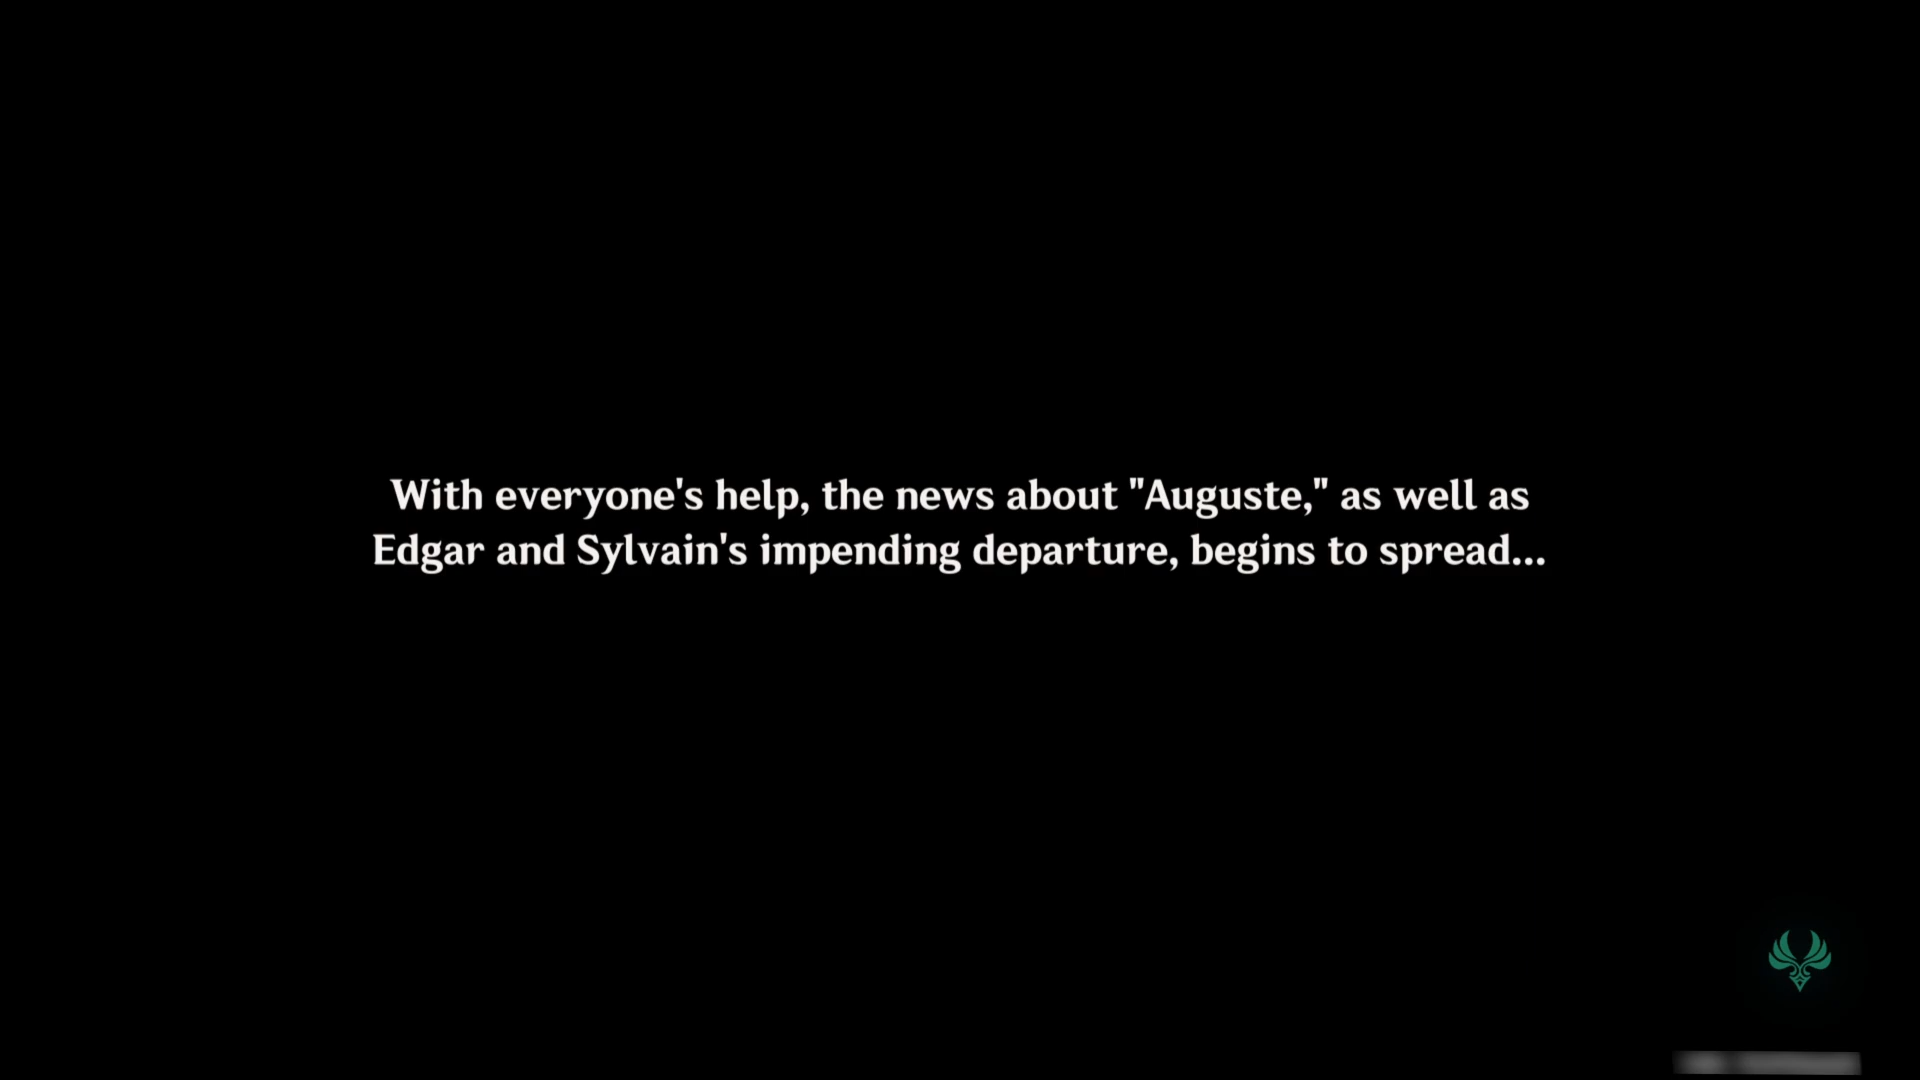 With everyone's help, the news about "Auguste," as well as
Edgar and Sylvain's impending departure, begins to spread...